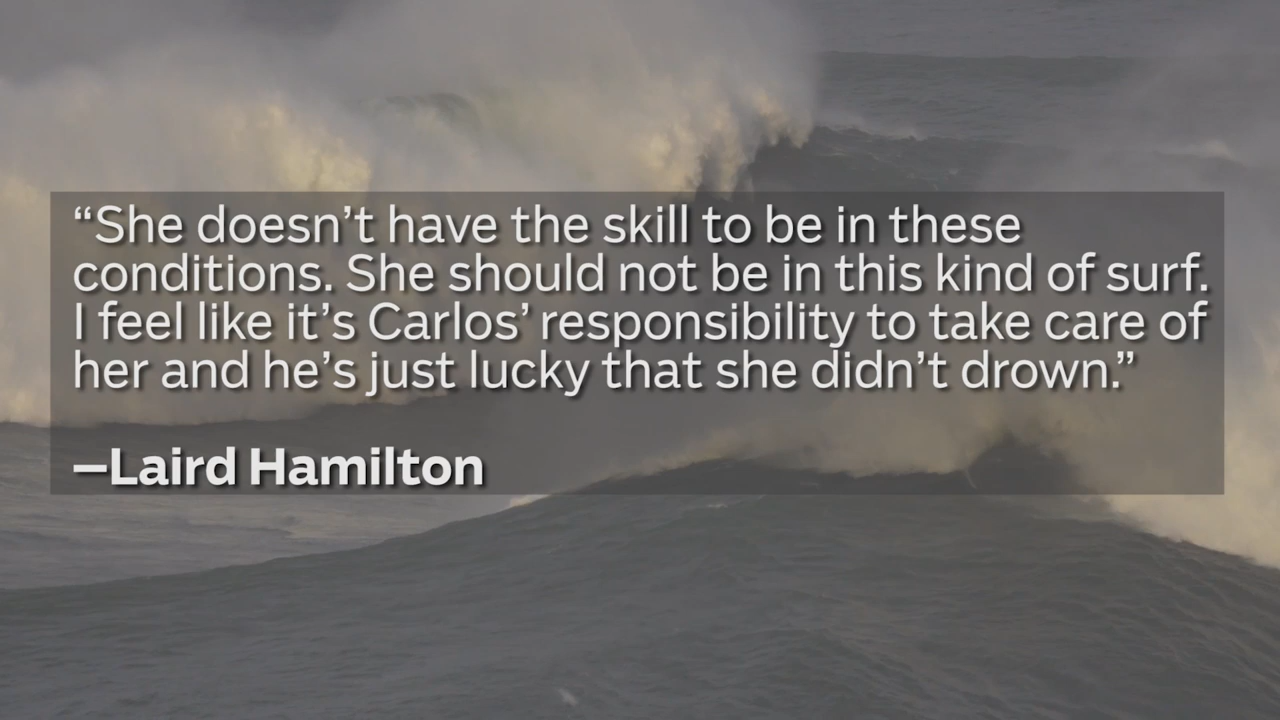 “She doesn’t have the skill to be in these
conditions. She should not be in this kind of surf.
I feel like it’s Carlos’ responsibility to take care of
her and he’s just lucky that she didn’t drown.”
—Laird Hamilton